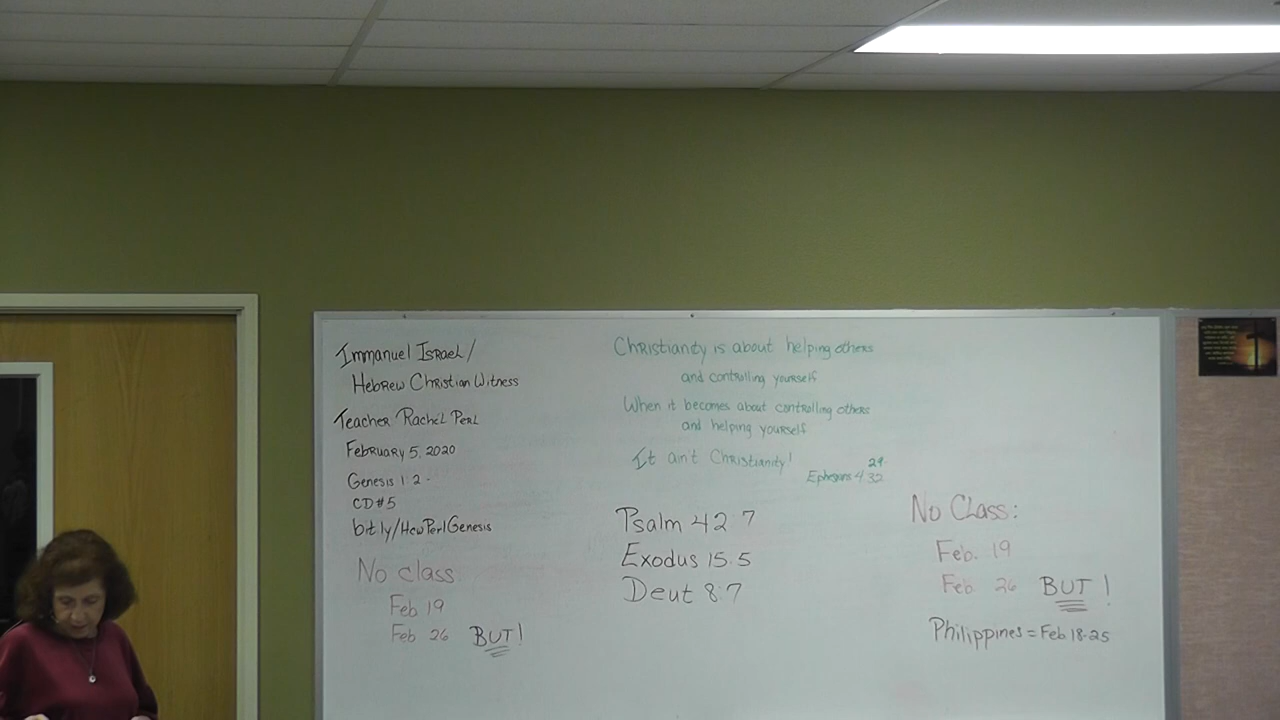 Immanuel Israel/
Hebrew Christian Witness
Teacher Rachel Perl
February 5, 2020
Genesis 1:2-
CD#5
bit.ly/HcwPerlGenesis
No class
Feb 19
Feb 26 BUT!
Christianity is about helping others
and controlling yourself
When it becomes about controlling others
and helping yourself
It ain't Christianity!
Ephesians 4 32
29-
Psalm 42 7
Exodus 15:5
Deut 8:7
No Class:
Feb. 19
Feb 26 BUT!
Philippines = Feb 18-25